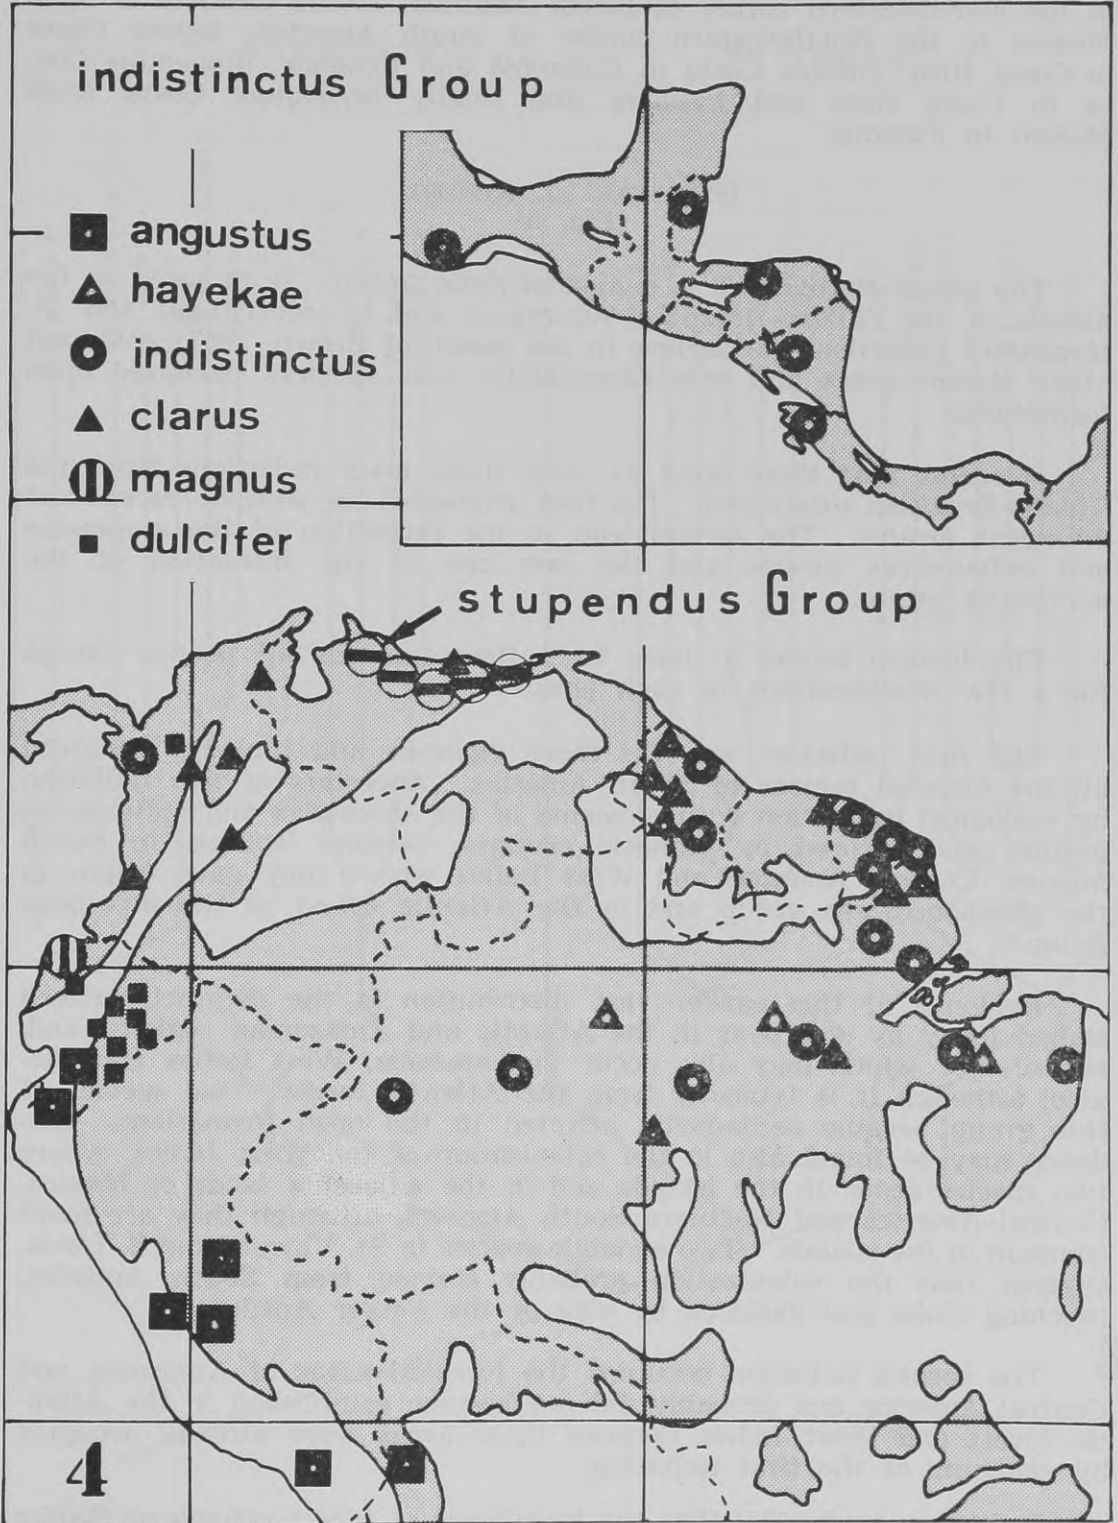 indistinctus Group
angustus
hayekae
indistinctus
clarus
magnus
dulcifer
stupendus Group
4